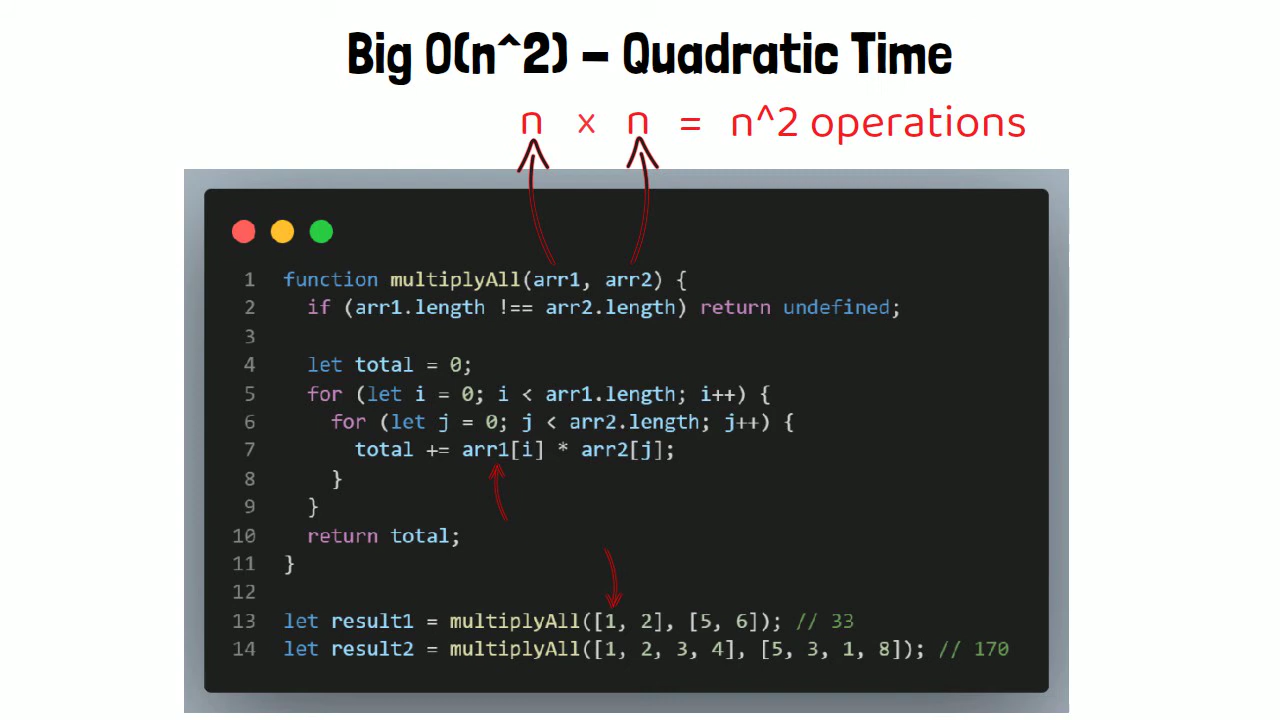 Big O(n^2) – Quadratic Time
n x n = n^2 operations
1 function multiplyAll(arr1, arr2) {
2 if (arr1.length !== arr2.length) return undefined;
3
4 let total = 0;
5 for (let i = 0; i < arr1.length; i++) {
6 for (let j = 0; j < arr2.length; j++) {
7 total += arr1[i] * arr2[j];
8 }
9 }
10 return total;
11 }
12
13 let result1 = multiplyAll([1, 2], [5, 6]); // 33
14 let result2 = multiplyAll([1, 2, 3, 4], [5, 3, 1, 8]); // 170